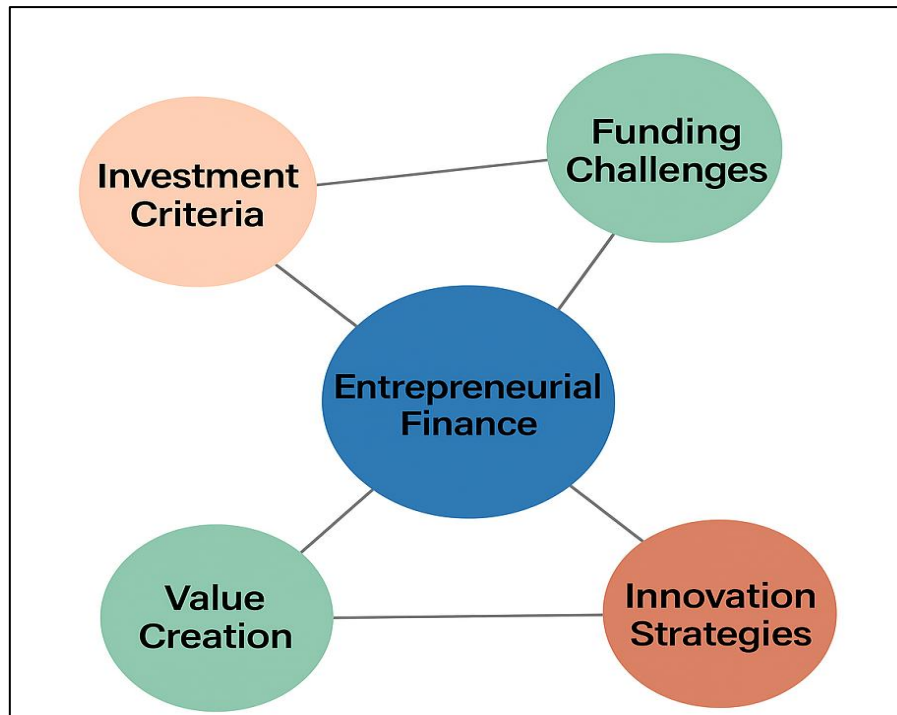 Investment
Criteria
Funding
Challenges
Entrepreneurial
Finance
Value
Creation
Innovation
Strategies